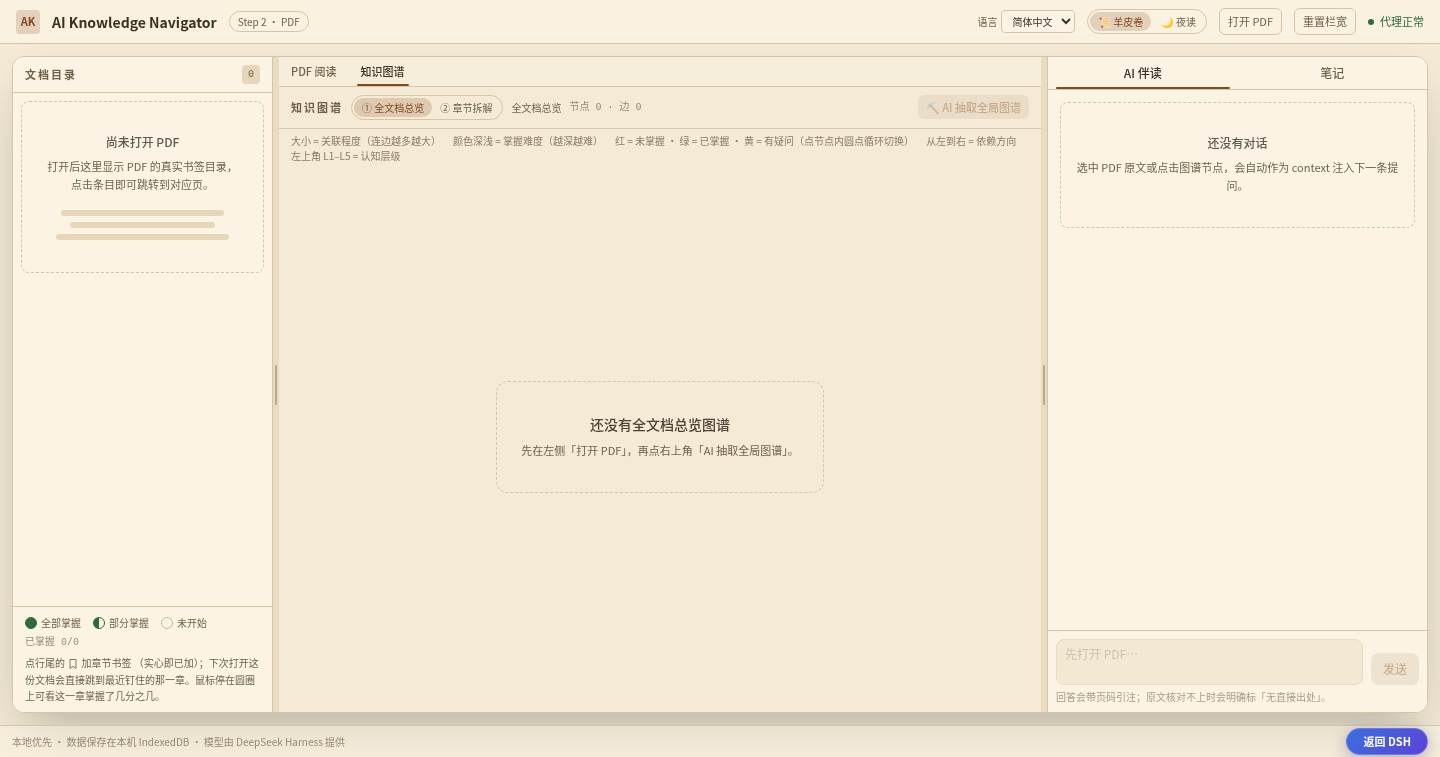 AK
AI Knowledge Navigator
Step 2 · PDF
语言
简体中文
📜 羊皮卷
🌙 夜读
打开 PDF
重置栏宽
代理正常
文档目录
0
尚未打开 PDF
打开后这里显示 PDF 的真实书签目录，
点击条目即可跳转到对应页。
全部掌握
部分掌握
未开始
已掌握 0/0
点行尾的 口 加章节书签 （实心即已加）；下次打开这
份文档会直接跳到最近钉住的那一章。鼠标停在圆圈
上可看这一章掌握了几分之几。
PDF 阅读
知识图谱
知识图谱
① 全文档总览
② 章节拆解
全文档总览
节点 0 · 边 0
🔨 AI 抽取全局图谱
大小 = 关联程度（连边越多越大）
颜色深浅 = 掌握难度（越深越难）
红 = 未掌握 · 绿 = 已掌握 · 黄 = 有疑问（点节点内圆点循环切换）
从左到右 = 依赖方向
左上角 L1–L5 = 认知层级
还没有全文档总览图谱
先在左侧「打开 PDF」，再点右上角「AI 抽取全局图谱」。
AI 伴读
笔记
还没有对话
选中 PDF 原文或点击图谱节点，会自动作为 context 注入下一条提
问。
先打开 PDF…
发送
回答会带页码引注；原文核对不上时会明确标「无直接出处」。
本地优先 · 数据保存在本机 IndexedDB · 模型由 DeepSeek Harness 提供
返回 DSH